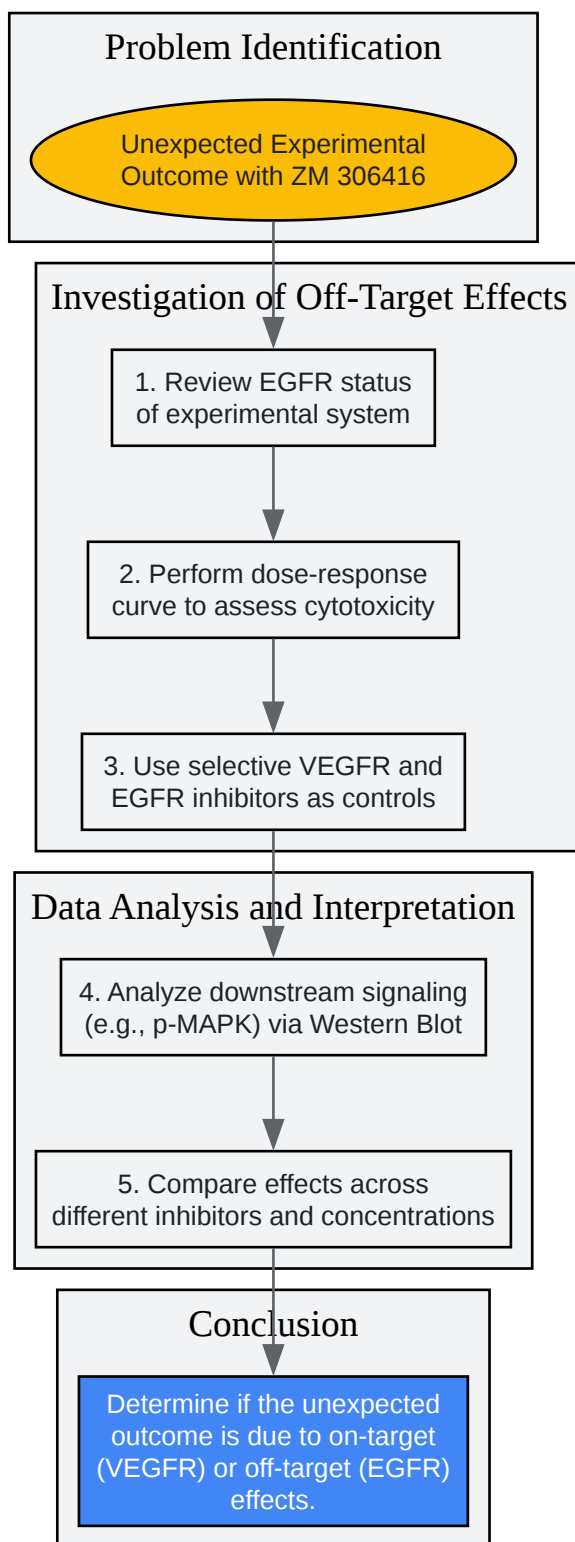 Problem Identification
Unexpected Experimental
Outcome with ZM 306416
Investigation of Off-Target Effects
1. Review EGFR status
of experimental system
2. Perform dose-response
curve to assess cytotoxicity
3. Use selective VEGFR and
EGFR inhibitors as controls
Data Analysis and Interpretation
4. Analyze downstream signaling
(e.g., p-MAPK) via Western Blot
5. Compare effects across
different inhibitors and concentrations
Conclusion
Determine if the unexpected
outcome is due to on-target
(VEGFR) or off-target (EGFR)
effects.